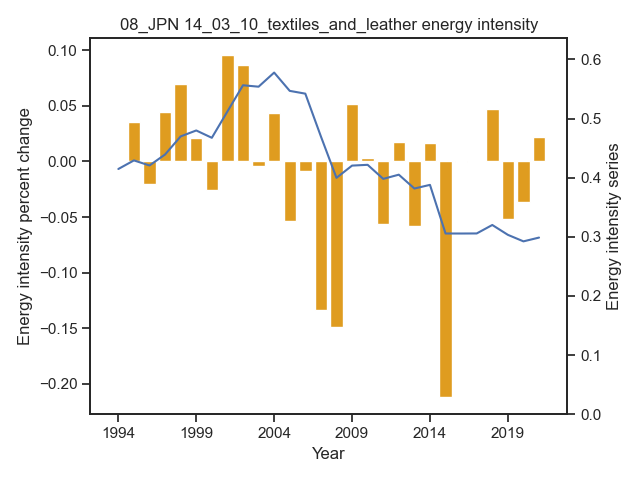 08_JPN 14_03_10_textiles_and_leather energy intensity
Energy intensity percent change
0.10
0.05
0.00
−0.05
−0.10
−0.15
−0.20
0.6
0.5
0.4
0.3
0.2
0.1
0.0
Energy intensity series
1994 1999 2004 2009 2014 2019
Year